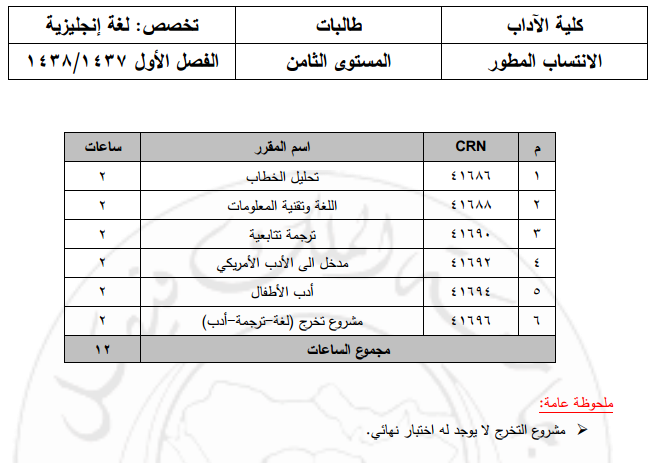 كلية الآداب طالبات تخصص: لغة إنجليزية
الانتساب المطور المستوى الثامن الفصل الأول ١٤٣٨/١٤٣٧
م CRN اسم المقرر ساعات
١ ٤١٦٨٦ تحليل الخطاب ٢
٢ ٤١٦٨٨ اللغة وتقنية المعلومات ٢
٣ ٤١٦٩٠ ترجمة تتابعية ٢
٤ ٤١٦٩٢ مدخل الى الأدب الأمريكي ٢
٥ ٤١٦٩٤ أدب الأطفال ٢
٦ ٤١٦٩٦ مشروع تخرج (لغة-ترجمة-أدب) ٢
مجموع الساعات ١٢
ملحوظة عامة:
مشروع التخرج لا يوجد له اختبار نهائي.